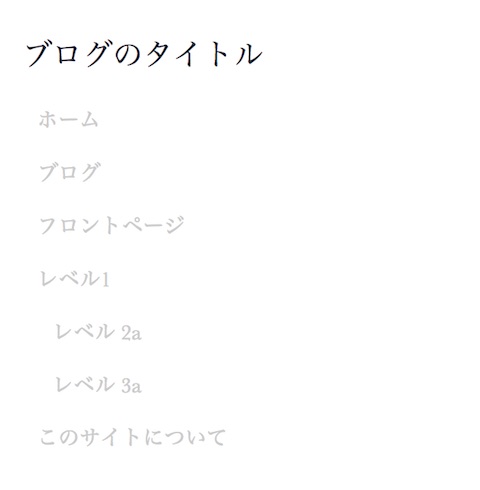 ブログのタイトル
ホーム
ブログ
フロントページ
レベル1
レベル 2a
レベル 3a
このサイトについて